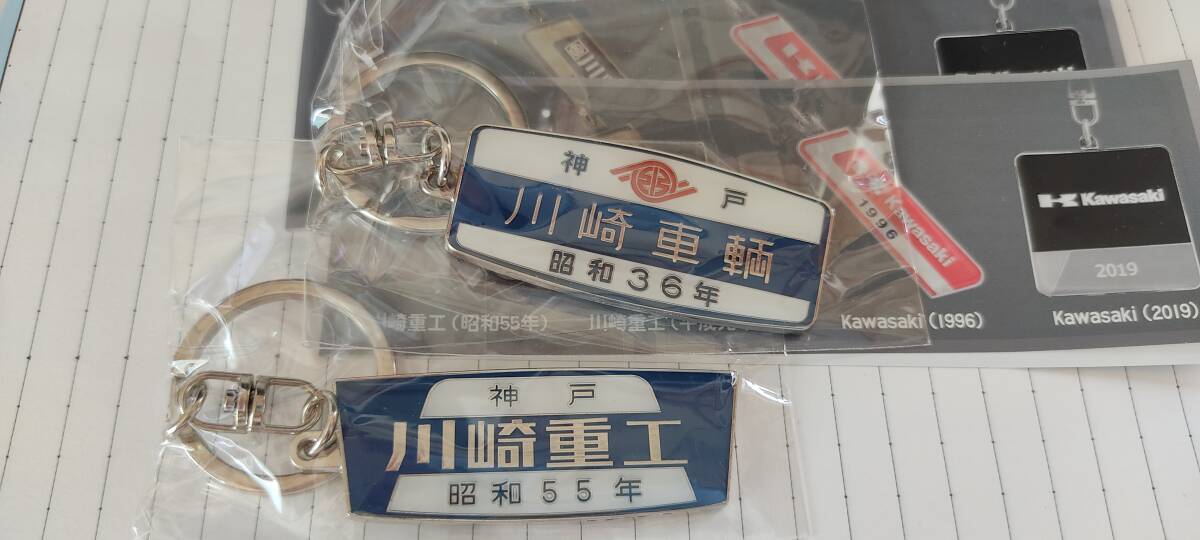 神 戸
川崎車輌
昭和36年
1996
Kawasaki
Kawasaki
2019
川崎重工(昭和55年)
Kawasaki(1996)
Kawasaki(2019)
神 戸
川崎重工
昭和55年